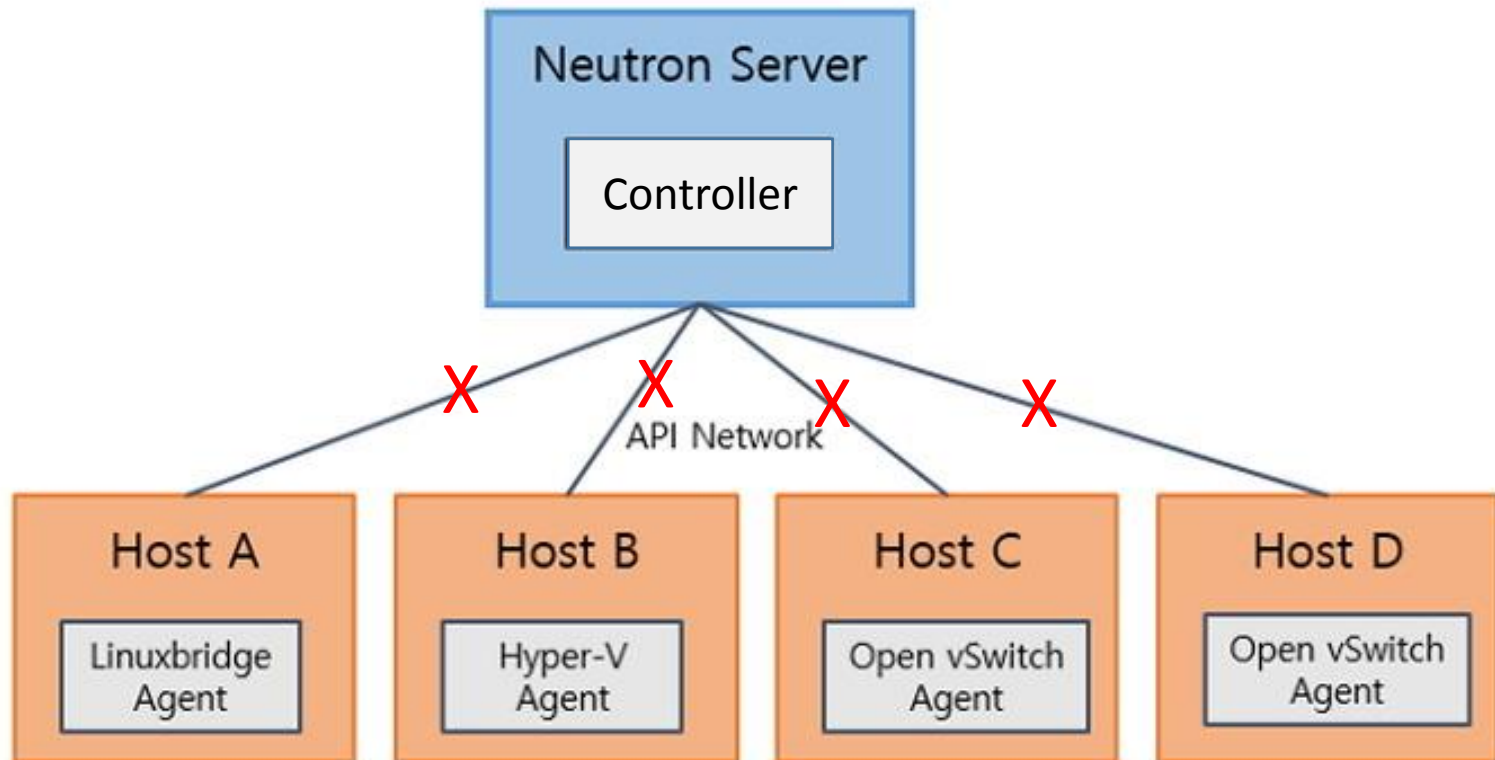 Neutron Server
Controller
X
X
X
X
API Network
Host A
Host B
Host C
Host D
Linuxbridge
Agent
Hyper-V
Agent
Open vSwitch
Agent
Open vSwitch
Agent